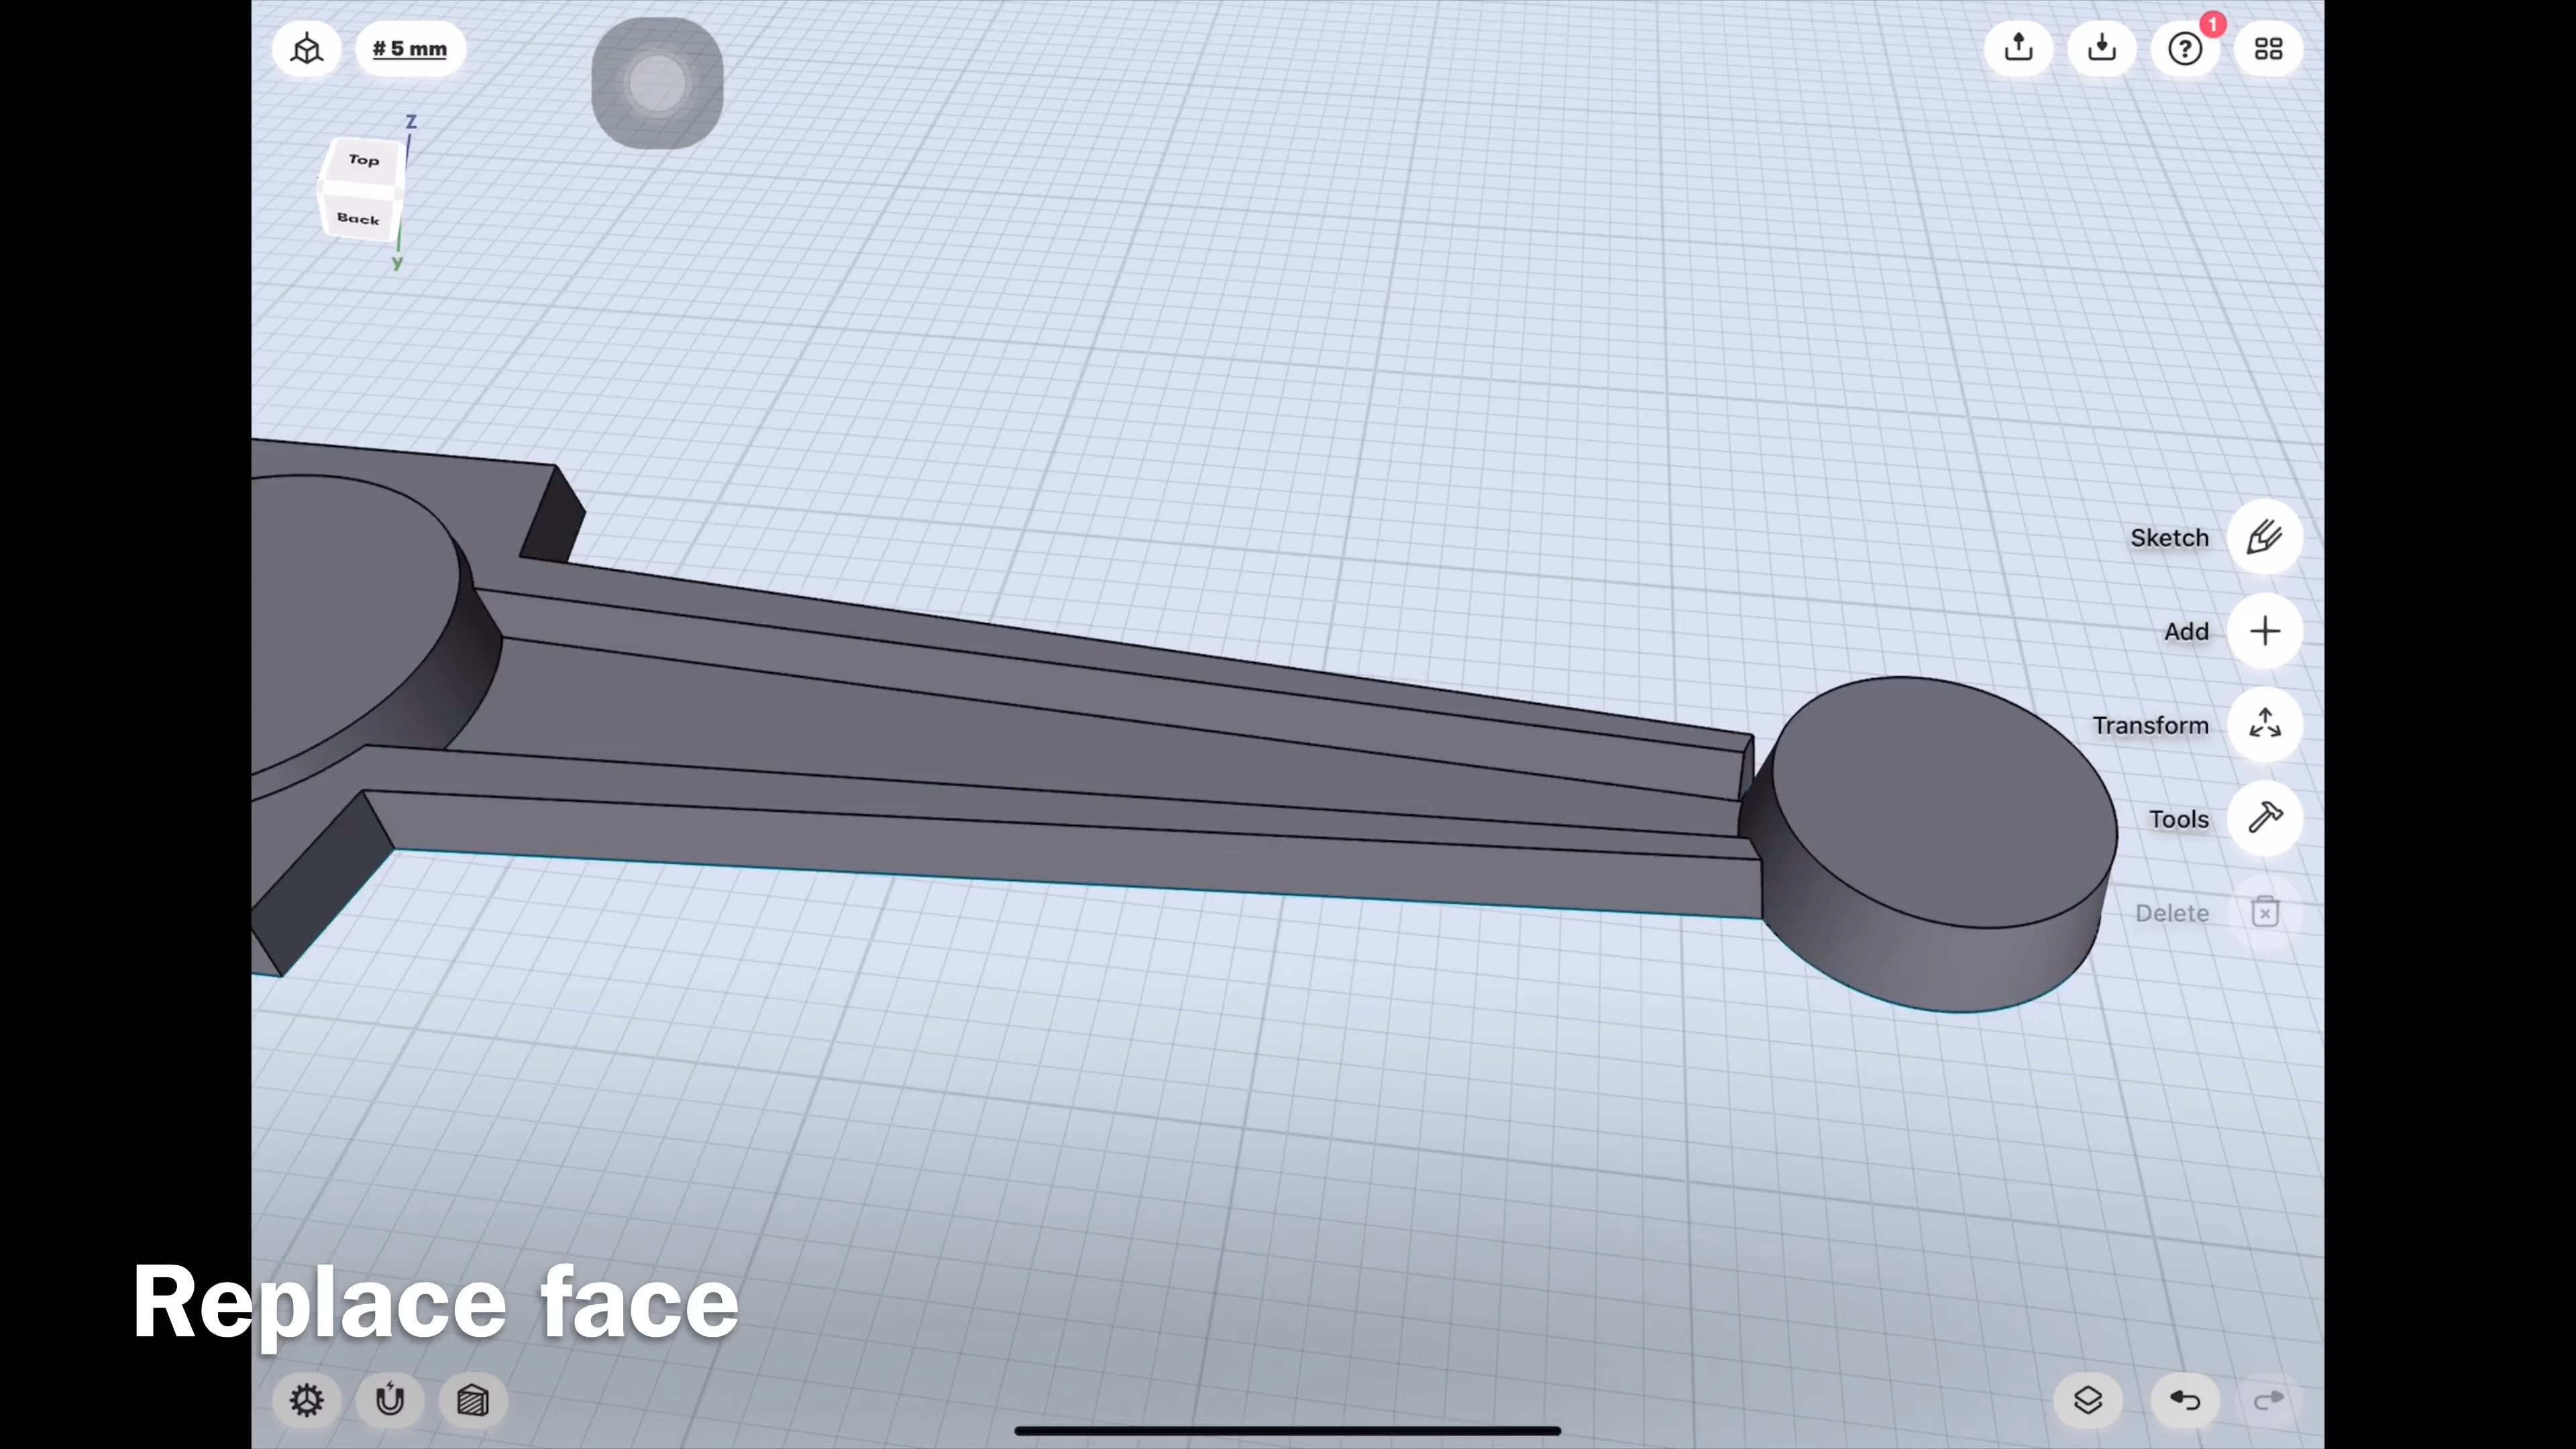 # 5 mm
1
Z
Top
Back
y
Sketch
Add
Transform
Tools
Delete
Replace face